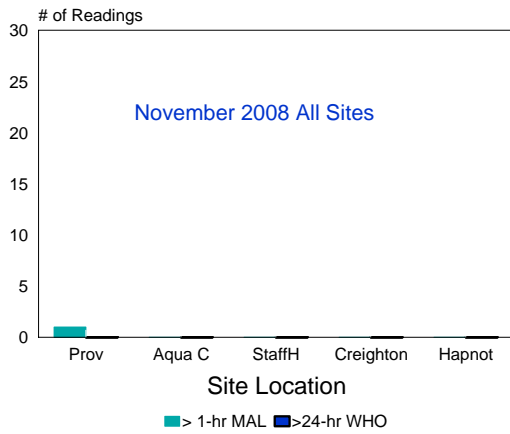 # of Readings
30
25
20
15
10
5
0
November 2008 All Sites
Prov Aqua C StaffH Creighton Hapnot
Site Location
> 1-hr MAL >24-hr WHO